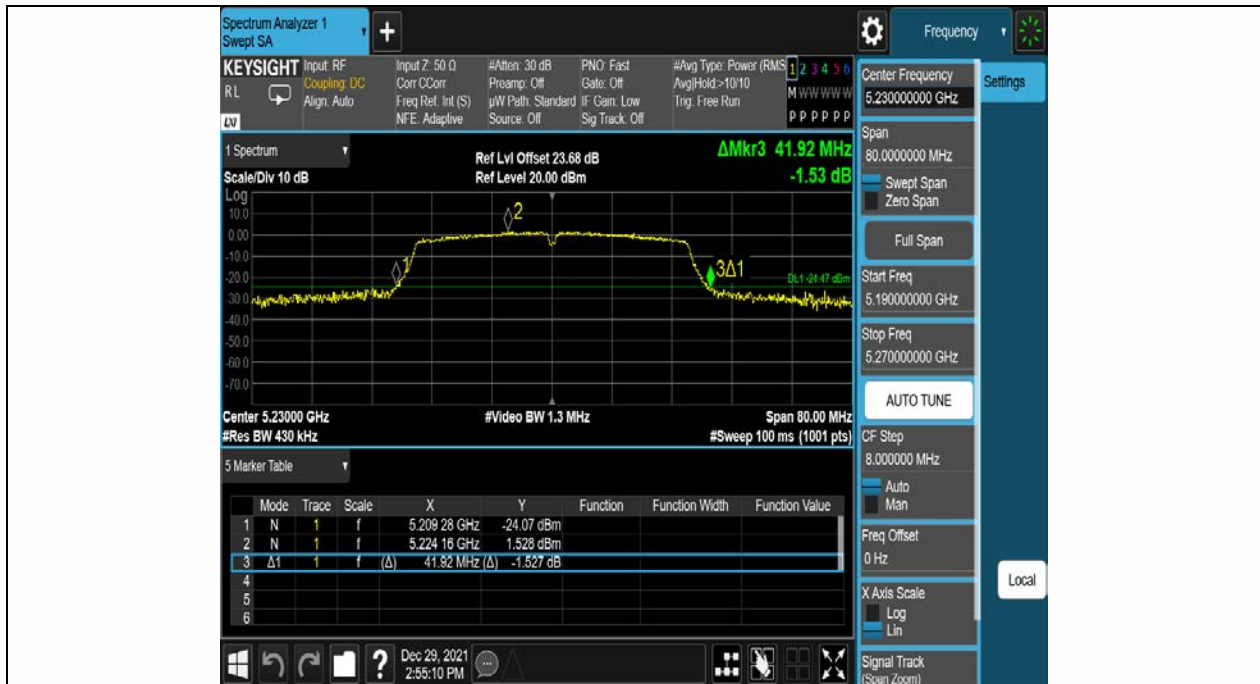 Spectrum Analyzer 1
Swept SA
+
Frequency
KEYSIGHT
RL
LXI
Input: RF
Coupling: DC
Align: Auto
Input Z: 50 Ω
Corr CCorr
Freq Ref: Int (S)
NFE: Adaptive
#Atten: 30 dB
Preamp: Off
µW Path: Standard
Source: Off
PNO: Fast
Gate: Off
IF Gain: Low
Sig Track: Off
#Avg Type: Power (RMS
Avg|Hold:>10/10
Trig: Free Run
1 2 3 4 5 6
M W W W W W
P P P P P P
1 Spectrum
Scale/Div 10 dB
Ref Lvl Offset 23.68 dB
Ref Level 20.00 dBm
ΔMkr3 41.92 MHz
-1.53 dB
Log
10.0
0.00
-10.0
-20.0
-30.0
-40.0
-50.0
-60.0
-70.0
1
2
3Δ1
DL1 -24.47 dBm
Center 5.23000 GHz
#Video BW 1.3 MHz
Span 80.00 MHz
#Res BW 430 kHz
#Sweep 100 ms (1001 pts)
5 Marker Table
Mode Trace Scale X Y Function Function Width Function Value
1 N 1 f 5.209 28 GHz -24.07 dBm
2 N 1 f 5.224 16 GHz 1.528 dBm
3 Δ1 1 f (Δ) 41.92 MHz (Δ) -1.527 dB
4
5
6
?
Dec 29, 2021
2:55:10 PM
Center Frequency
5.230000000 GHz
Settings
Span
80.0000000 MHz
Swept Span
Zero Span
Full Span
Start Freq
5.190000000 GHz
Stop Freq
5.270000000 GHz
AUTO TUNE
CF Step
8.000000 MHz
Auto
Man
Freq Offset
0 Hz
Local
X Axis Scale
Log
Lin
Signal Track
(Span Zoom)